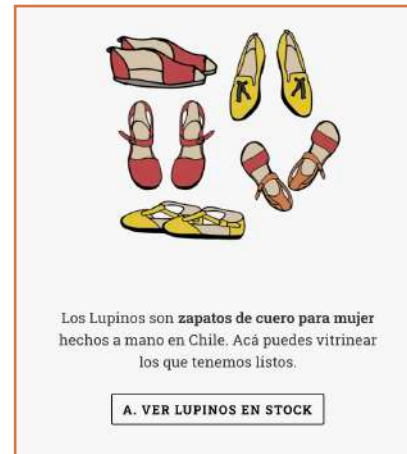 Los Lupinos son zapatos de cuero para mujer
hechos a mano en Chile. Acá puedes vitrinear
los que tenemos listos.
A. VER LUPINOS EN STOCK